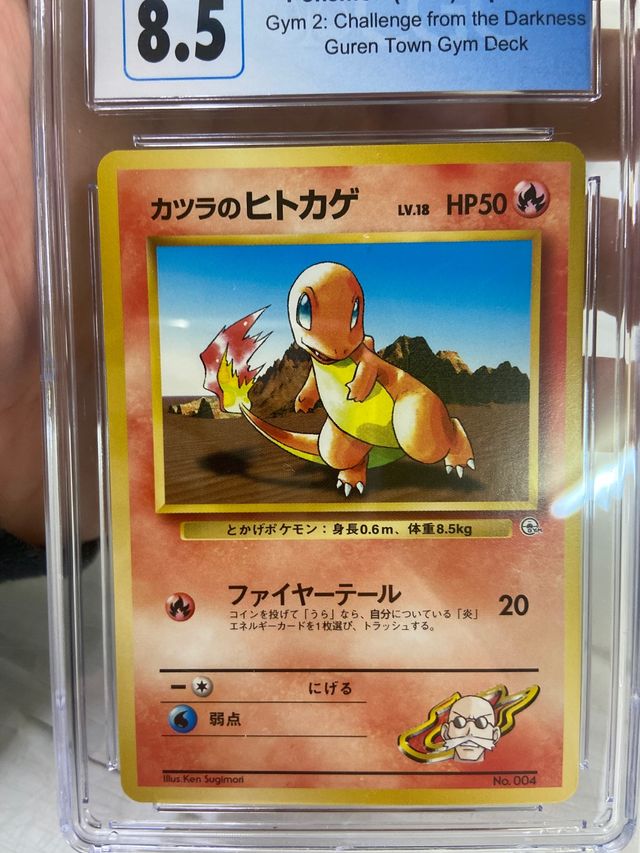 8.5
Gym 2: Challenge from the Darkness
Guren Town Gym Deck
カツラのヒトカゲ LV.18 HP50
とかげポケモン：身長0.6m、体重8.5kg
ファイヤーテール 20
コインを投げて「うら」なら、自分についている「炎」
エネルギーカードを1枚選び、トラッシュする。
ー にげる
弱点
Illus.Ken Sugimori No. 004